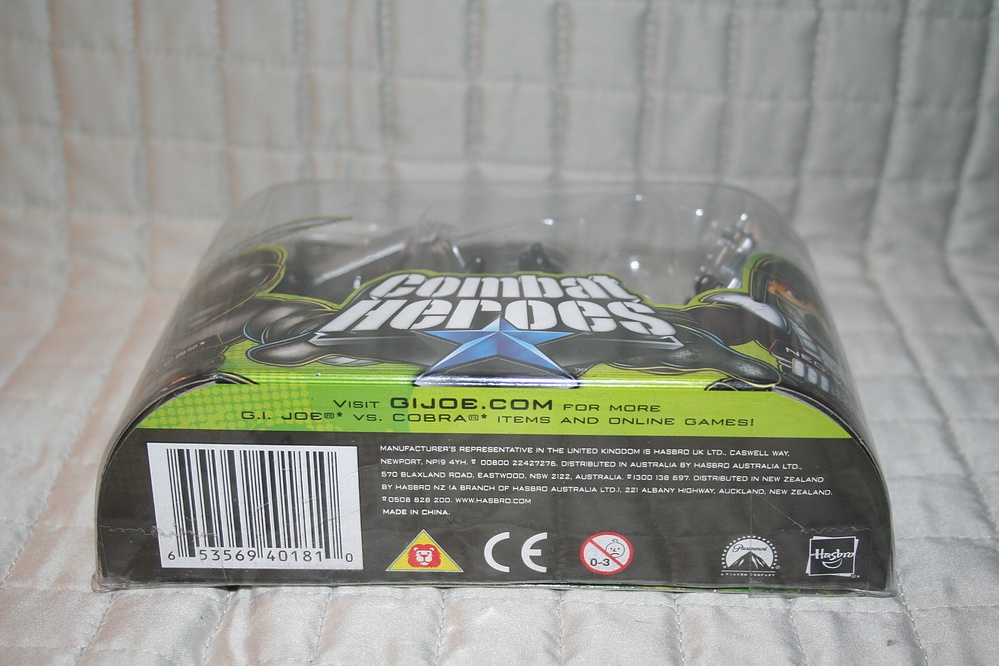 Combat
Heroes
™
VISIT GIJOE.COM FOR MORE
G.I. JOE®* VS. COBRA®* ITEMS AND ONLINE GAMES!
MANUFACTURER'S REPRESENTATIVE IN THE UNITED KINGDOM IS HASBRO UK LTD., CASWELL WAY,
NEWPORT, NP19 4YH. ☎ 00800 22427276. DISTRIBUTED IN AUSTRALIA BY HASBRO AUSTRALIA LTD.,
570 BLAXLAND ROAD, EASTWOOD, NSW 2122, AUSTRALIA. ☎1300 138 697. DISTRIBUTED IN NEW ZEALAND
BY HASBRO NZ (A BRANCH OF HASBRO AUSTRALIA LTD.), 221 ALBANY HIGHWAY, AUCKLAND, NEW ZEALAND.
☎0508 828 200. WWW.HASBRO.COM
MADE IN CHINA.
6 53569 40181 0
CE
0-3
Paramount
A VIACOM COMPANY
Hasbro